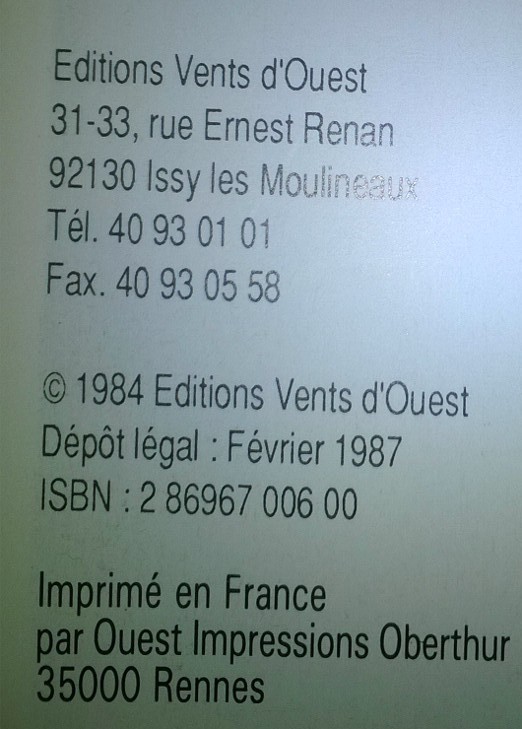 Editions Vents d'Ouest
31-33, rue Ernest Renan
92130 Issy les Moulineaux
Tél. 40 93 01 01
Fax. 40 93 05 58
© 1984 Editions Vents d'Ouest
Dépôt légal : Février 1987
ISBN : 2 86967 006 00
Imprimé en France
par Ouest Impressions Oberthur
35000 Rennes